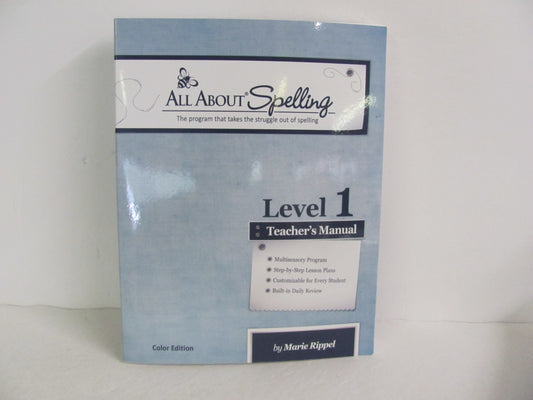 All About® Spelling
The program that takes the struggle out of spelling
Level 1
Teacher's Manual
Multisensory Program
Step-by-Step Lesson Plans
Customizable for Every Student
Built-in Daily Review
Color Edition
by Marie Rippel